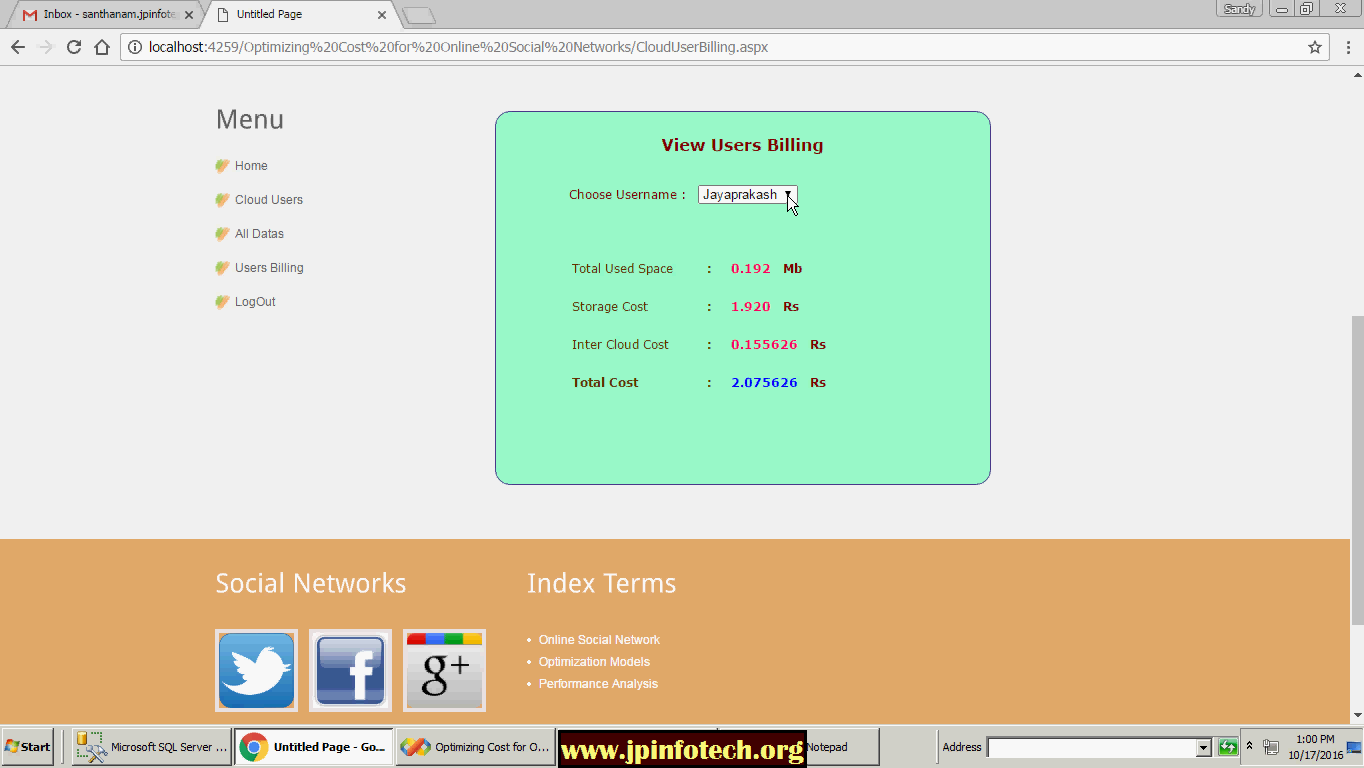 Inbox - santhanam.jpinfote
Untitled Page
Sandy
localhost:4259/Optimizing%20Cost%20for%20Online%20Social%20Networks/CloudUserBilling.aspx
Menu
Home
Cloud Users
All Datas
Users Billing
LogOut
View Users Billing
Choose Username : Jayaprakash
Total Used Space : 0.192 Mb
Storage Cost : 1.920 Rs
Inter Cloud Cost : 0.155626 Rs
Total Cost : 2.075626 Rs
Social Networks
f
g+
Index Terms
• Online Social Network
• Optimization Models
• Performance Analysis
Start
Microsoft SQL Server ...
Untitled Page - Go...
Optimizing Cost for O...
www.jpinfotech.org
Notepad
Address
1:00 PM
10/17/2016